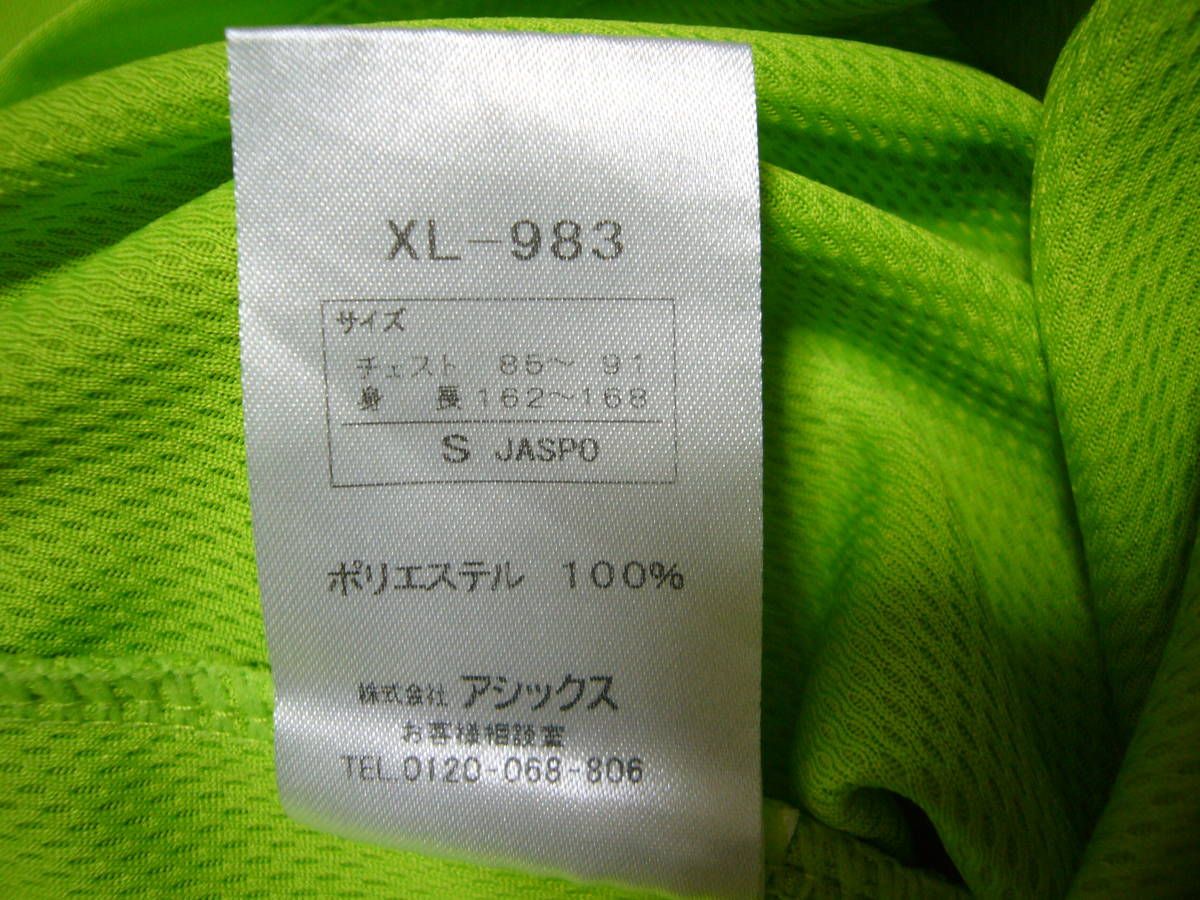 XL-983
サイズ
チェスト 85～ 91
身 長 162～168
S JASPO
ポリエステル 100%
株式会社 アシックス
お客様相談室
TEL.0120-068-806